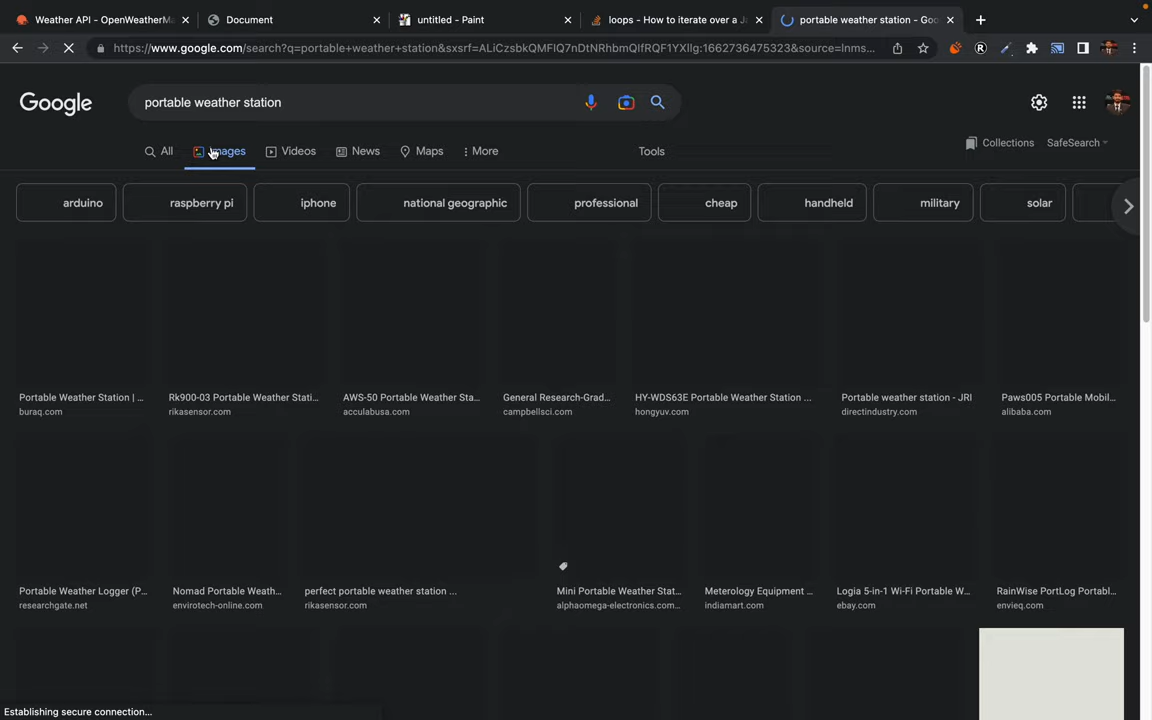 Weather API - OpenWeatherMa
Document
untitled - Paint
loops - How to iterate over a Ja
portable weather station - Goo
https://www.google.com/search?q=portable+weather+station&sxsrf=ALiCzsbkQMFIQ7nDtNRhbmQIfRQF1YXIlg:1662736475323&source=lnms...
Google
portable weather station
All
Images
Videos
News
Maps
More
Tools
Collections
SafeSearch
arduino
raspberry pi
iphone
national geographic
professional
cheap
handheld
military
solar
Portable Weather Station | ...
buraq.com
Rk900-03 Portable Weather Stati...
rikasensor.com
AWS-50 Portable Weather Sta...
acculabusa.com
General Research-Grad...
campbellsci.com
HY-WDS63E Portable Weather Station ...
hongyuv.com
Portable weather station - JRI
directindustry.com
Paws005 Portable Mobil...
alibaba.com
Portable Weather Logger (P...
researchgate.net
Nomad Portable Weath...
envirotech-online.com
perfect portable weather station ...
rikasensor.com
Mini Portable Weather Stat...
alphaomega-electronics.com...
Meterology Equipment ...
indiamart.com
Logia 5-in-1 Wi-Fi Portable W...
ebay.com
RainWise PortLog Portabl...
envieq.com
Establishing secure connection...